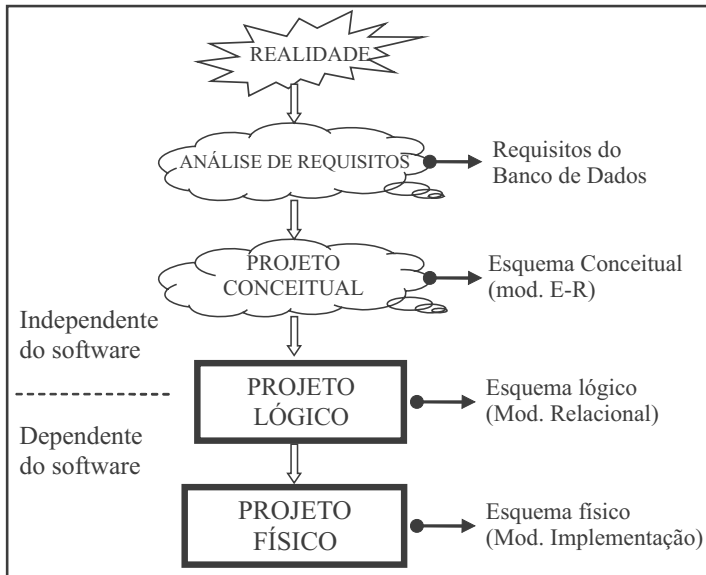 REALIDADE
ANÁLISE DE REQUISITOS
Requisitos do
Banco de Dados
PROJETO
CONCEITUAL
Esquema Conceitual
(mod. E-R)
Independente
do software
PROJETO
LÓGICO
Esquema lógico
(Mod. Relacional)
Dependente
do software
PROJETO
FÍSICO
Esquema físico
(Mod. Implementação)